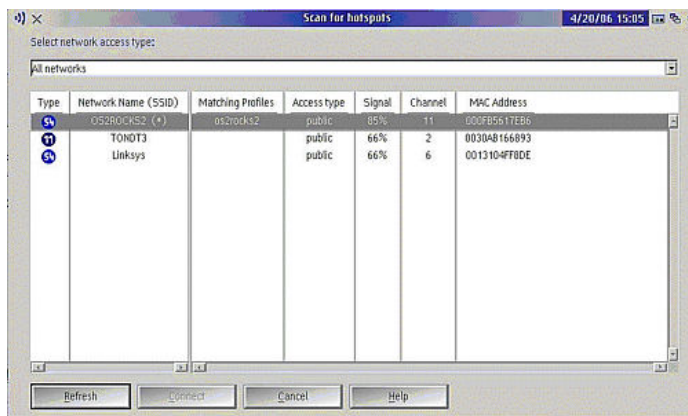 Scan for hotspots 4/20/06 15:05
Select network access type:
All networks
Type Network Name (SSID) Matching Profiles Access type Signal Channel MAC Address
54 OS2ROCKS2 (*) os2rocks2 public 85% 11 000FB5617EB6
11 TONDT3 public 66% 2 0030AB166893
54 Linksys public 66% 6 0013104FF8DE
Refresh Connect Cancel Help